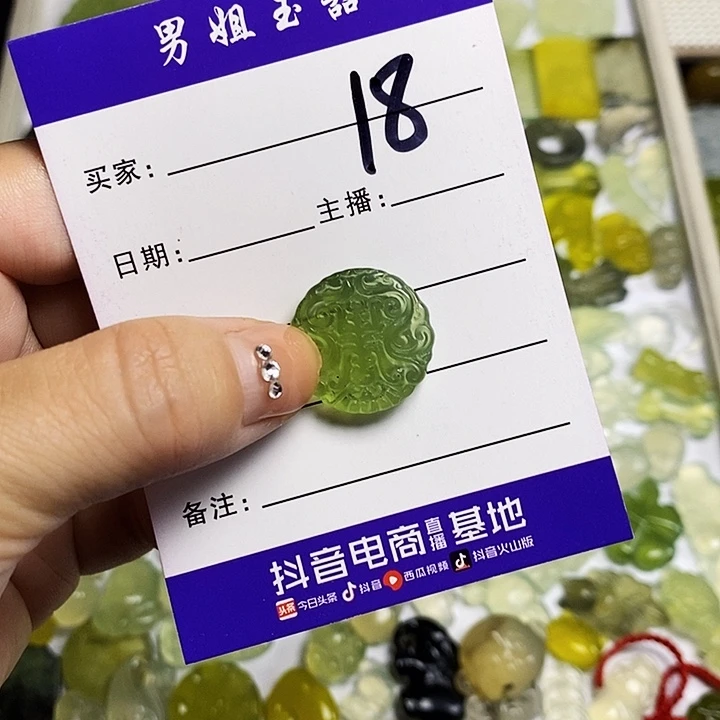 男姐玉器
18
买家:
主播:
日期:
备注:
抖音电商直播基地
头条 今日头条 抖音 西瓜视频 抖音火山版